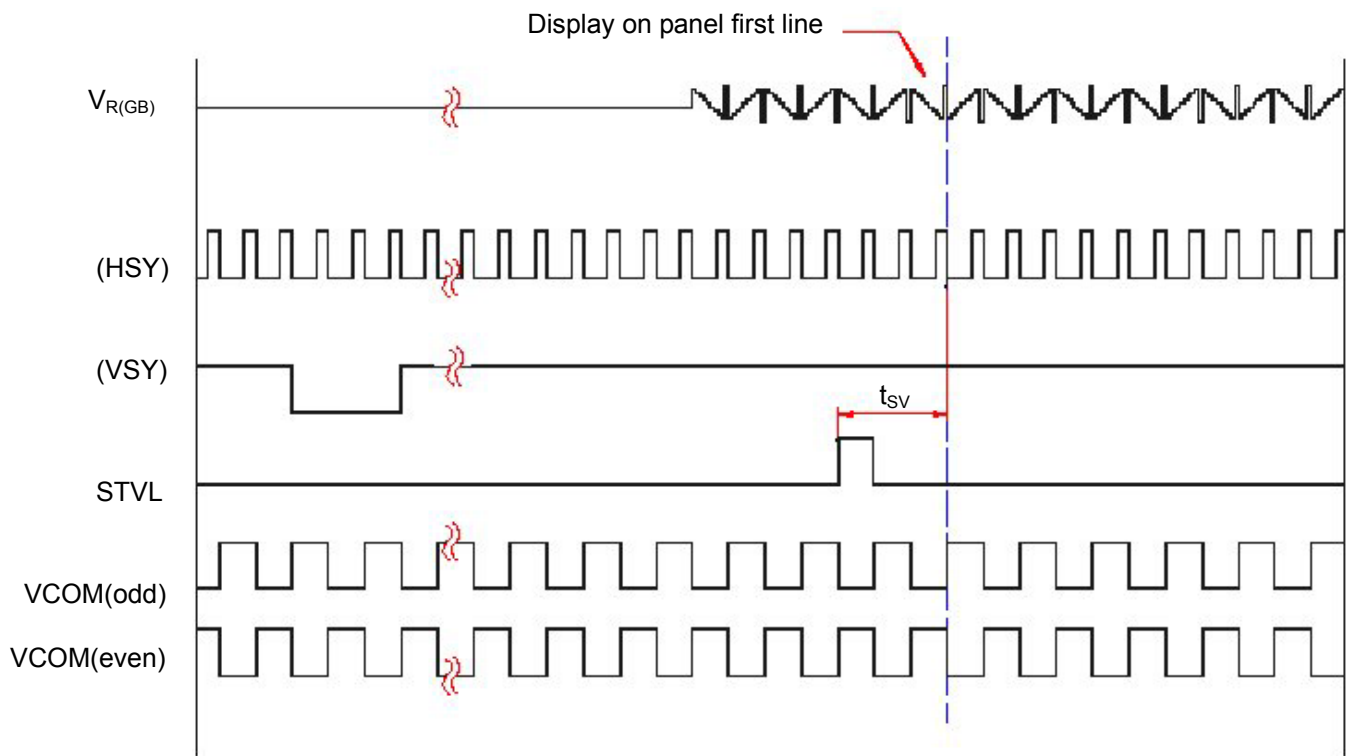 Display on panel first line
VR(GB)
(HSY)
(VSY)
tSV
STVL
VCOM(odd)
VCOM(even)